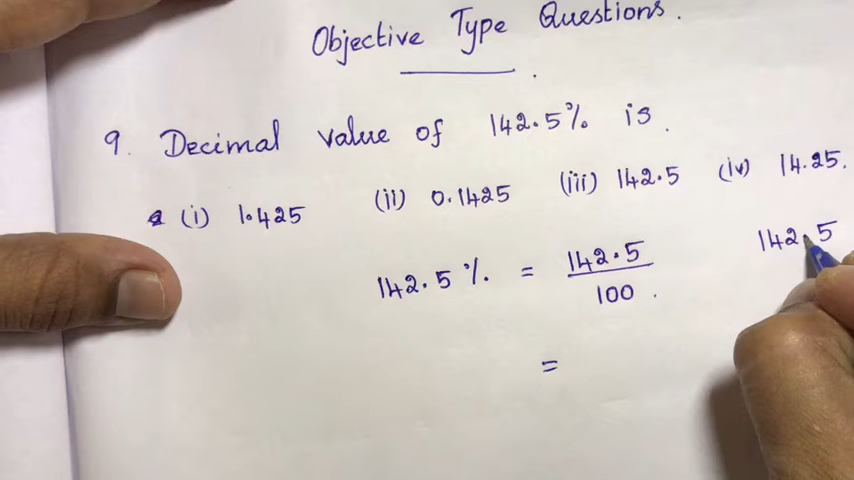 Objective Type Questions.
9. Decimal value of 142.5% is.
(i) 1.425 (ii) 0.1425 (iii) 142.5 (iv) 14.25.
142.5
142.5 % = 142.5
100.
=